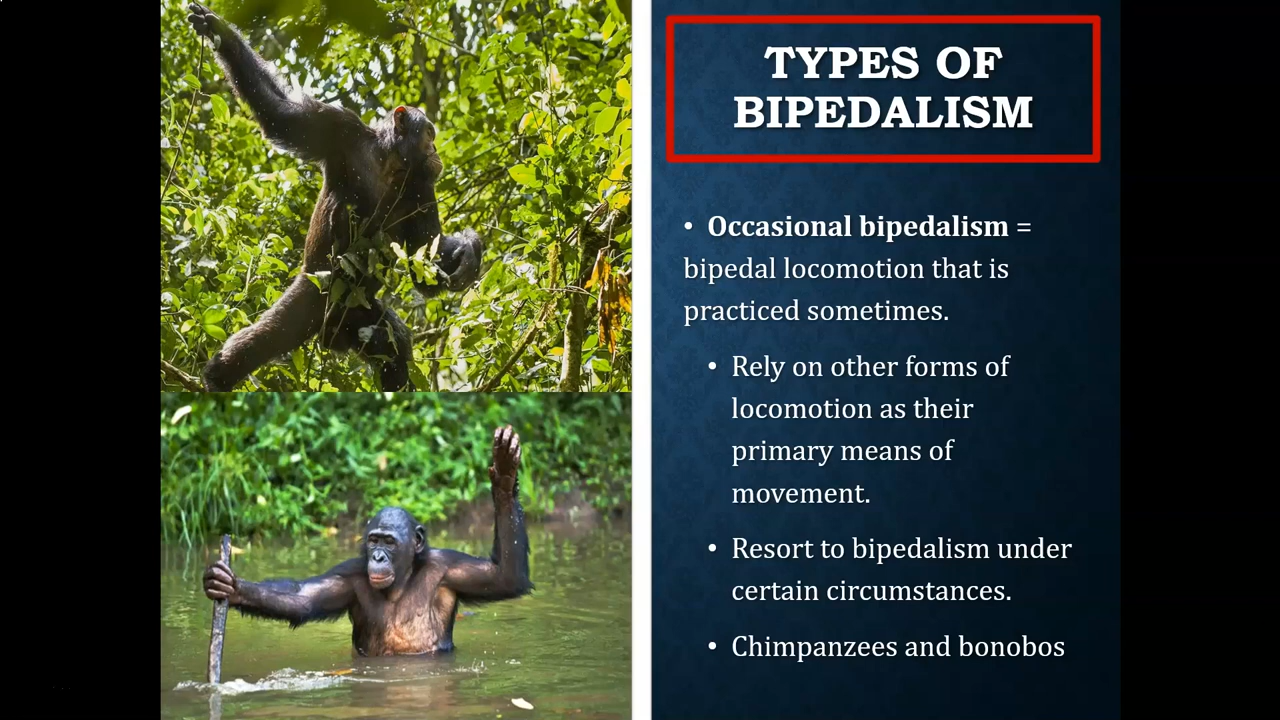 TYPES OF
BIPEDALISM
• Occasional bipedalism =
bipedal locomotion that is
practiced sometimes.
• Rely on other forms of
locomotion as their
primary means of
movement.
• Resort to bipedalism under
certain circumstances.
• Chimpanzees and bonobos